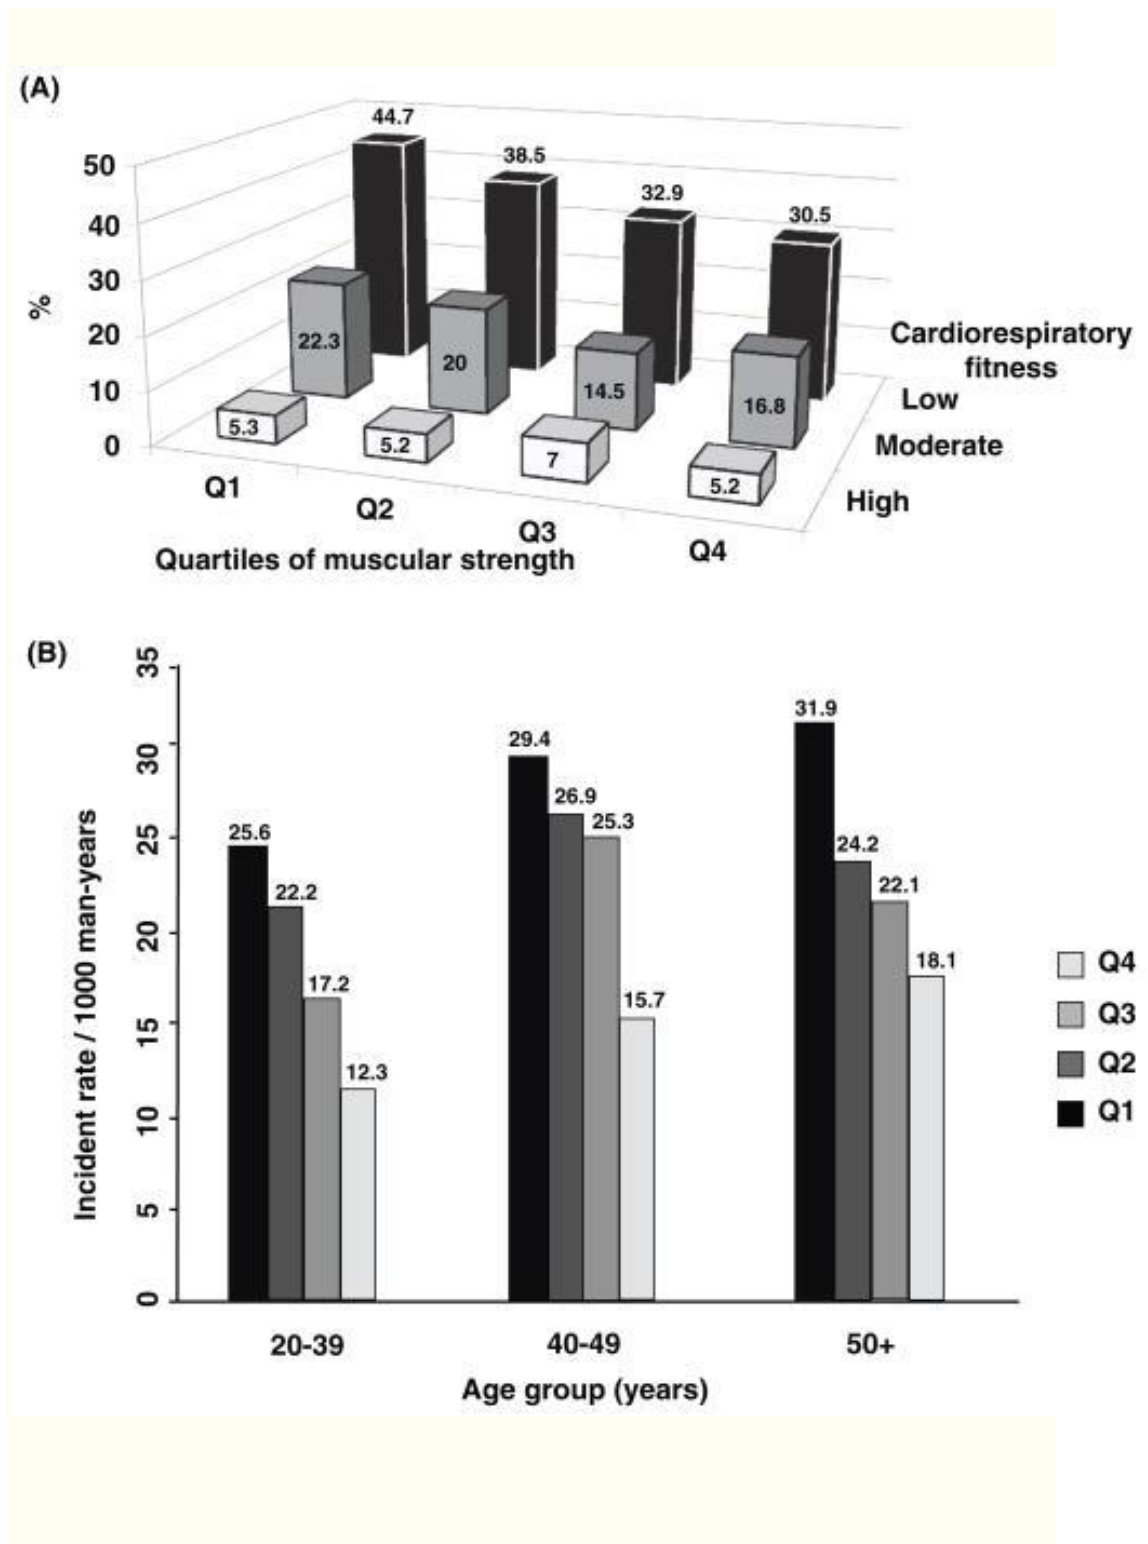 (A)
44.7
38.5
32.9
30.5
50
40
30
20
10
0
%
22.3
20
14.5
16.8
5.3
5.2
7
5.2
Cardiorespiratory
fitness
Low
Moderate
High
Q1
Q2
Q3
Q4
Quartiles of muscular strength
(B)
35
30
25
20
15
10
5
0
Incident rate / 1000 man-years
25.6
22.2
17.2
12.3
29.4
26.9
25.3
15.7
31.9
24.2
22.1
18.1
Q4
Q3
Q2
Q1
20-39
40-49
50+
Age group (years)